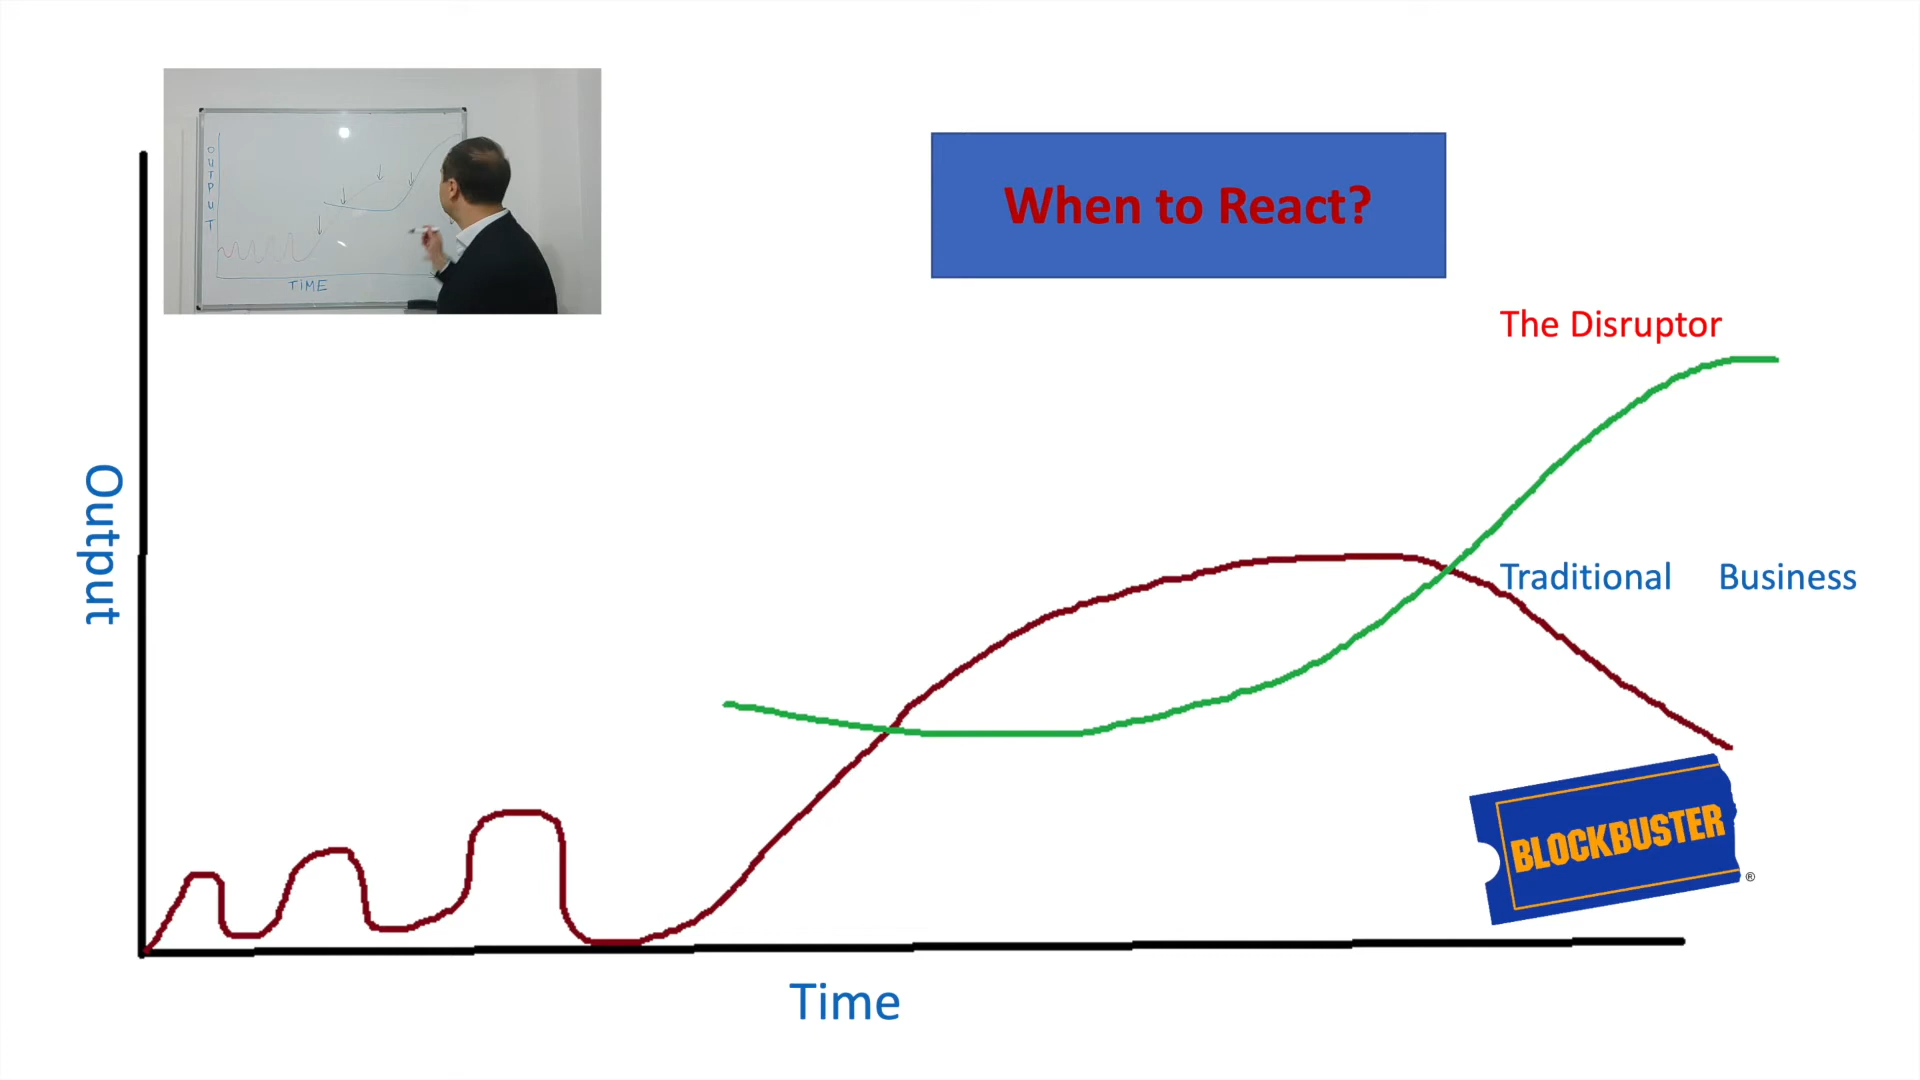 OUTPUT
TIME
When to React?
The Disruptor
Output
Traditional Business
BLOCKBUSTER
®
Time